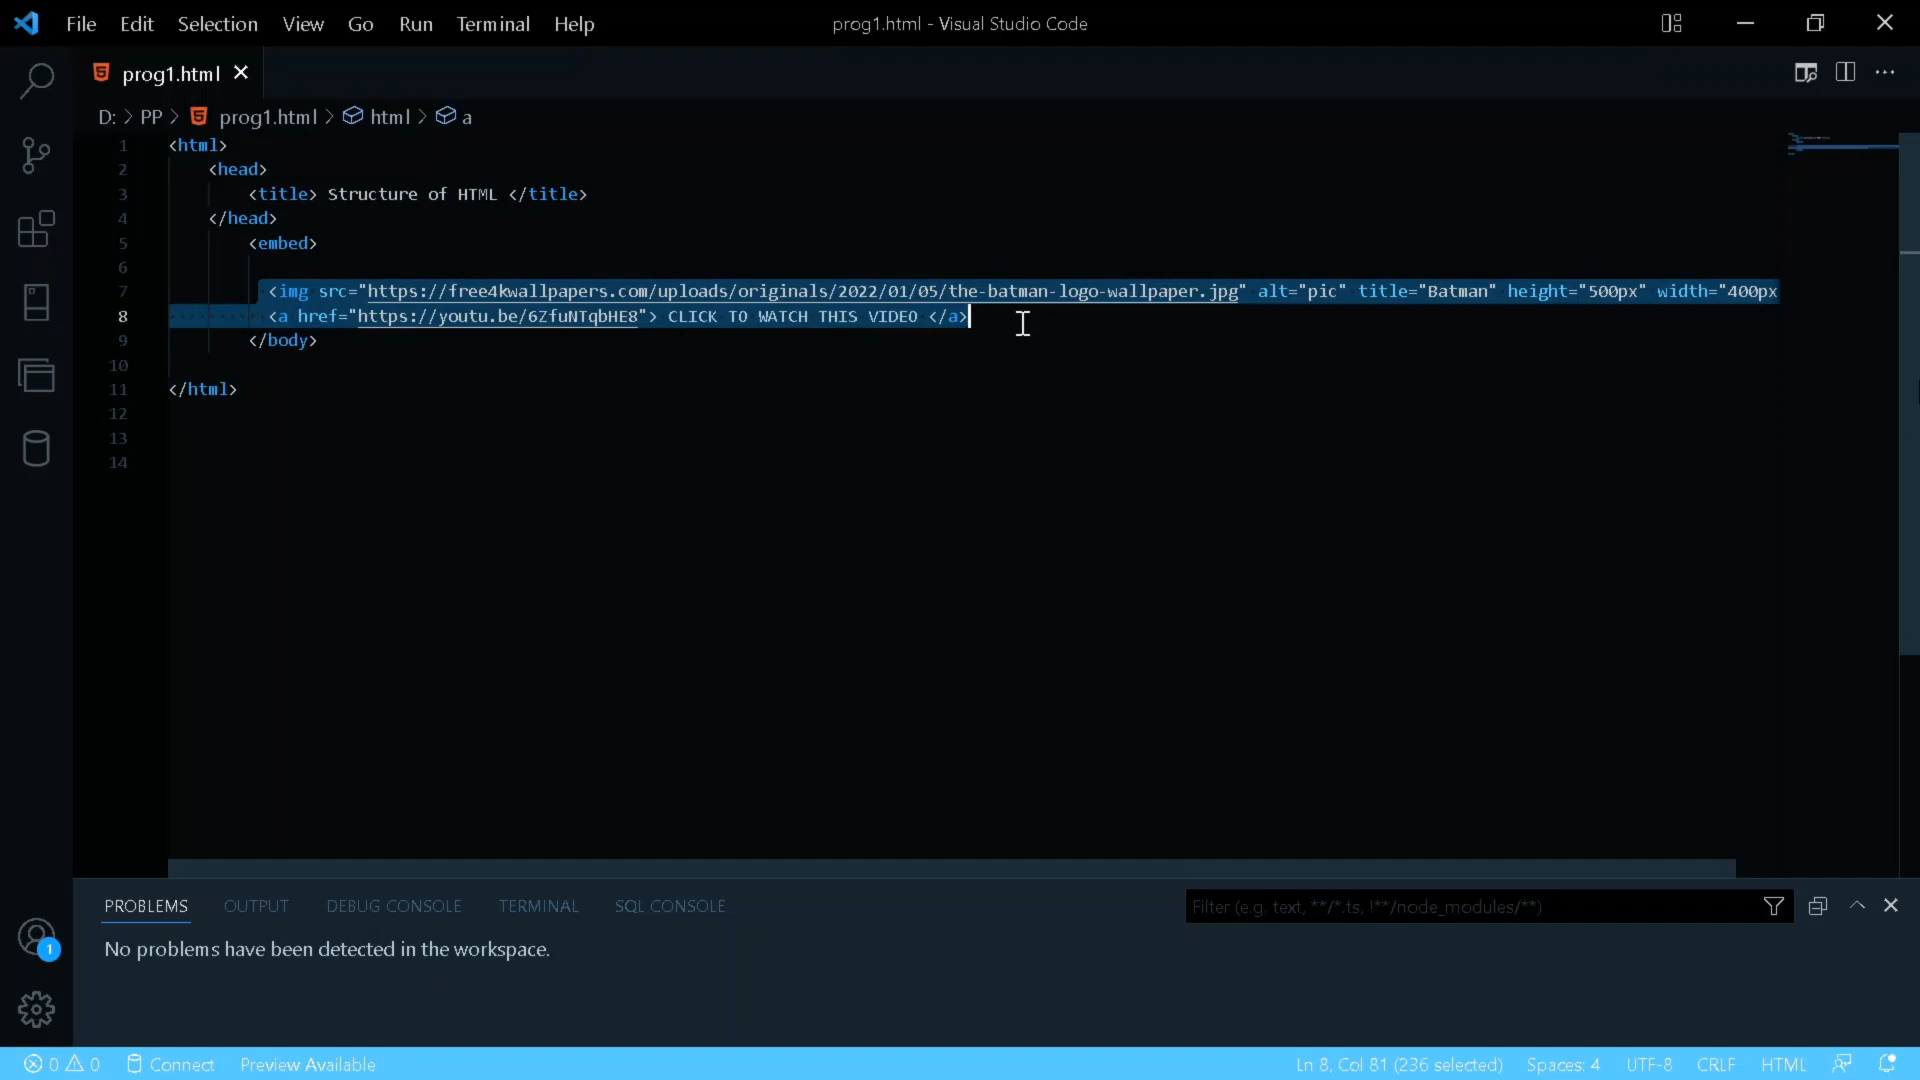 File Edit Selection View Go Run Terminal Help
prog1.html - Visual Studio Code
prog1.html
D: > PP > prog1.html > html > a
1 <html>
2 <head>
3 <title> Structure of HTML </title>
4 </head>
5 <embed>
6
7 <img src="https://free4kwallpapers.com/uploads/originals/2022/01/05/the-batman-logo-wallpaper.jpg" alt="pic" title="Batman" height="500px" width="400px
8 <a href="https://youtu.be/6ZfuNTqbHE8"> CLICK TO WATCH THIS VIDEO </a>
9 </body>
10
11 </html>
12
13
14
PROBLEMS OUTPUT DEBUG CONSOLE TERMINAL SQL CONSOLE
Filter (e.g. text, **/*.ts, !**/node_modules/**)
No problems have been detected in the workspace.
1
0 0 Connect Preview Available
Ln 8, Col 81 (236 selected) Spaces: 4 UTF-8 CRLF HTML